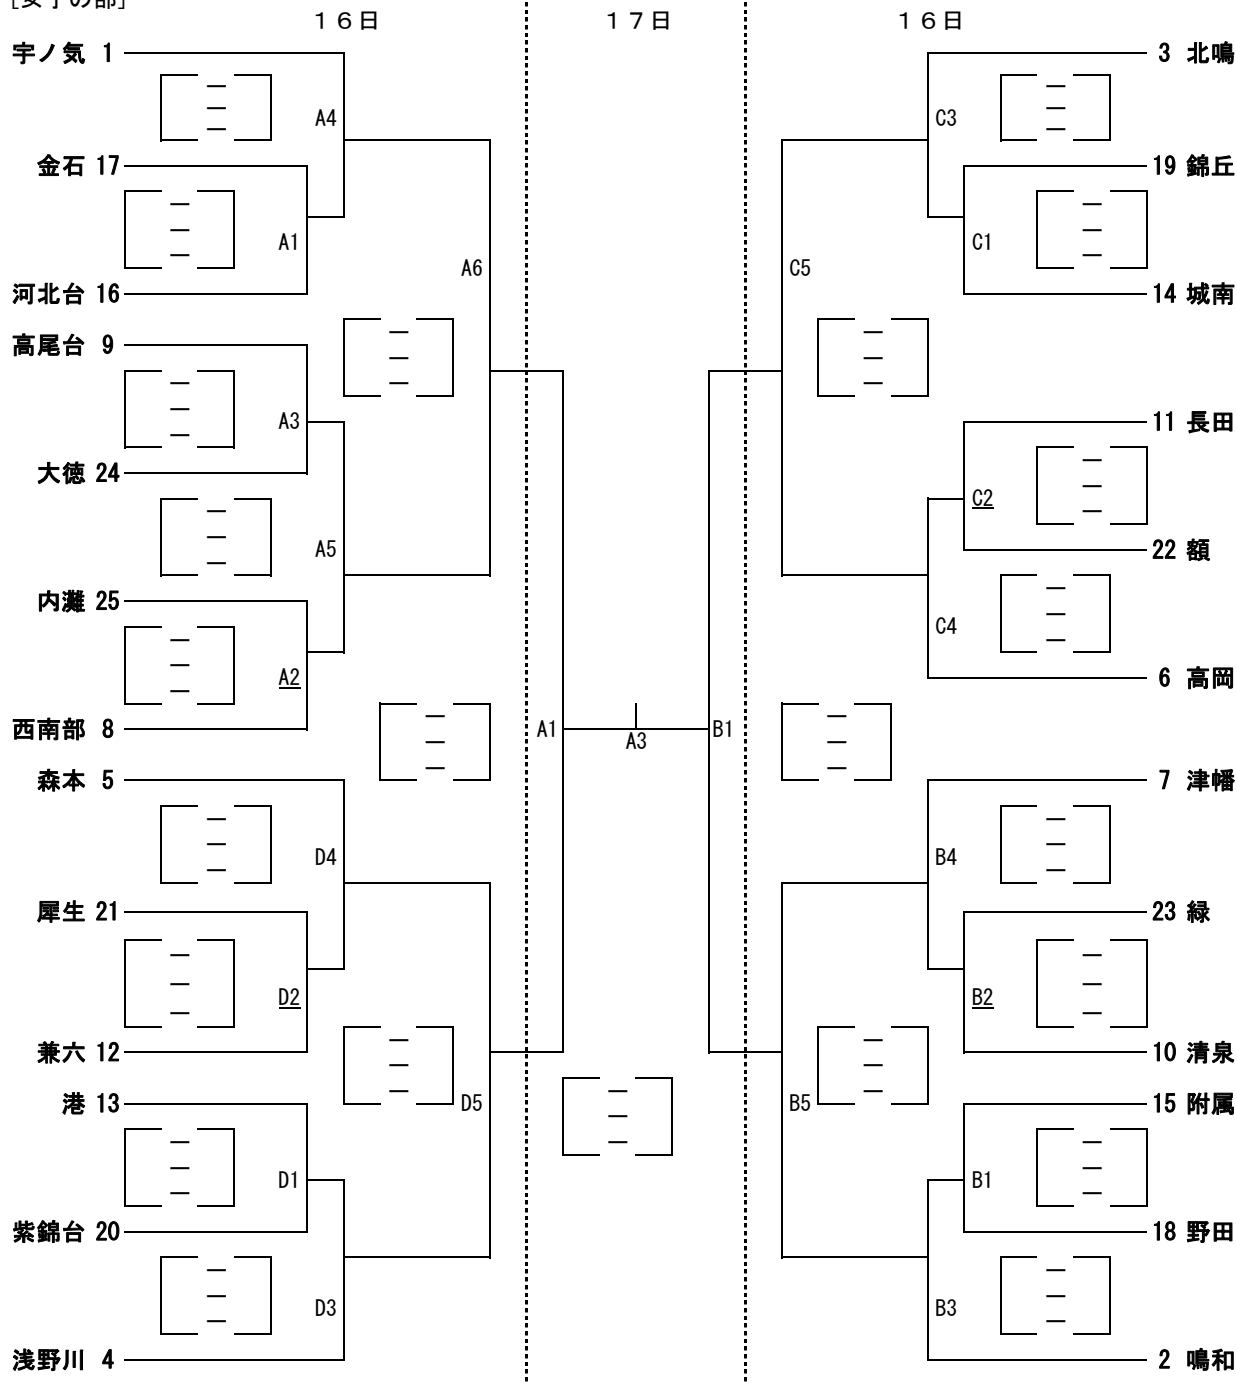 [女子の部]
１６日 １７日 １６日
宇ノ気 1 3 北鳴
A4 C3
金石 17 19 錦丘
A1 C1
A6 C5
河北台 16 14 城南
高尾台 9
A3 11 長田
大徳 24
C2
A5 22 額
内灘 25
C4
A2 6 高岡
西南部 8 A1 A3 B1
森本 5 7 津幡
D4 B4
犀生 21 23 緑
D2 B2
兼六 12 10 清泉
港 13 D5 B5 15 附属
D1 B1
紫錦台 20 18 野田
D3 B3
浅野川 4 2 鳴和